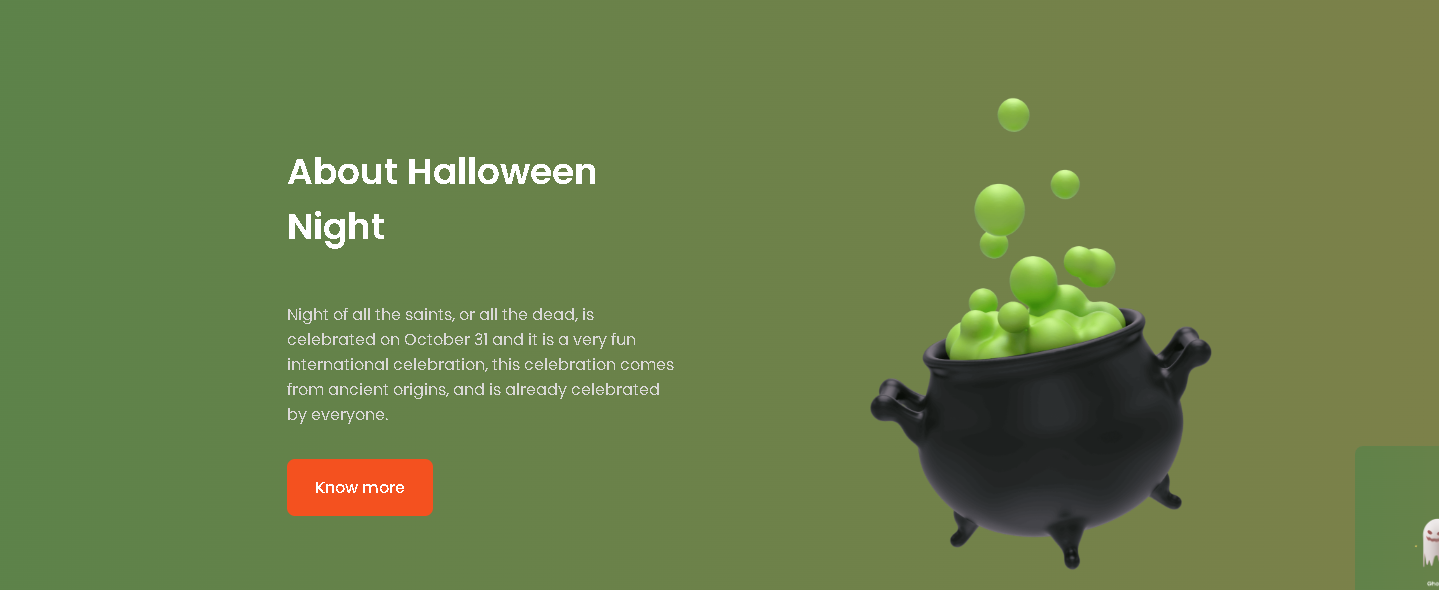 About Halloween
Night
Night of all the saints, or all the dead, is
celebrated on October 31 and it is a very fun
international celebration, this celebration comes
from ancient origins, and is already celebrated
by everyone.
Know more